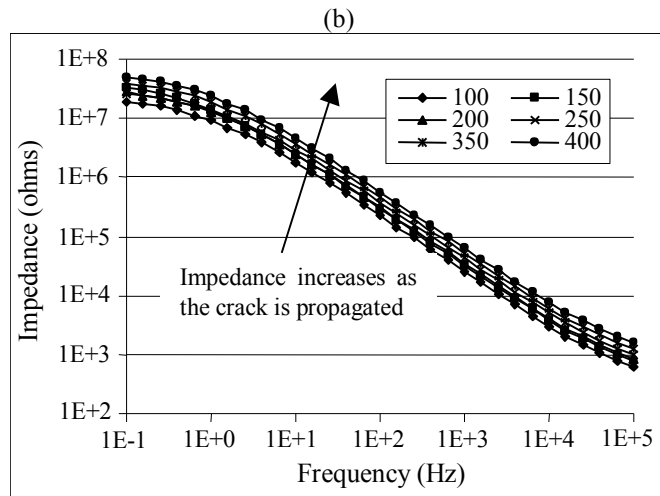 (b)
1E+8
1E+7
1E+6
1E+5
1E+4
1E+3
1E+2
Impedance (ohms)
100 150
200 250
350 400
Impedance increases as
the crack is propagated
1E-1 1E+0 1E+1 1E+2 1E+3 1E+4 1E+5
Frequency (Hz)